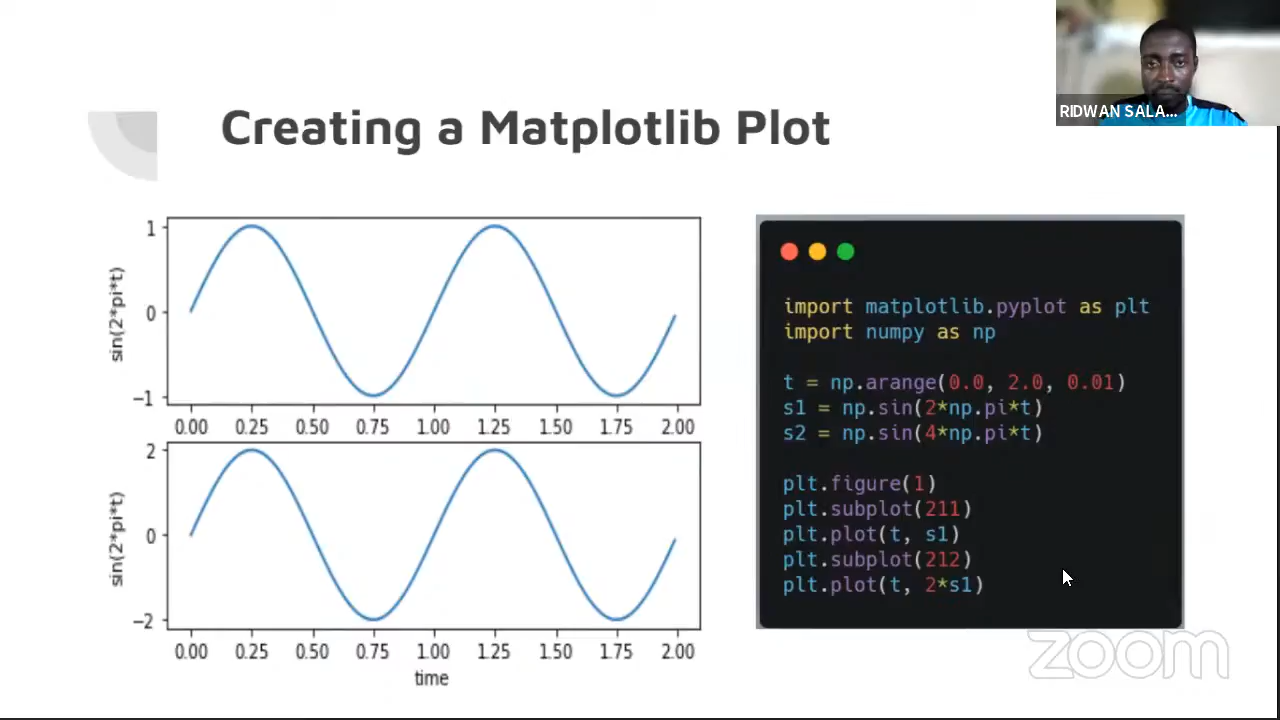 RIDWAN SALA...
Creating a Matplotlib Plot
1
0
−1
sin(2*pi*t)
0.00 0.25 0.50 0.75 1.00 1.25 1.50 1.75 2.00
2
0
−2
sin(2*pi*t)
0.00 0.25 0.50 0.75 1.00 1.25 1.50 1.75 2.00
time
import matplotlib.pyplot as plt
import numpy as np
t = np.arange(0.0, 2.0, 0.01)
s1 = np.sin(2*np.pi*t)
s2 = np.sin(4*np.pi*t)
plt.figure(1)
plt.subplot(211)
plt.plot(t, s1)
plt.subplot(212)
plt.plot(t, 2*s1)
zoom